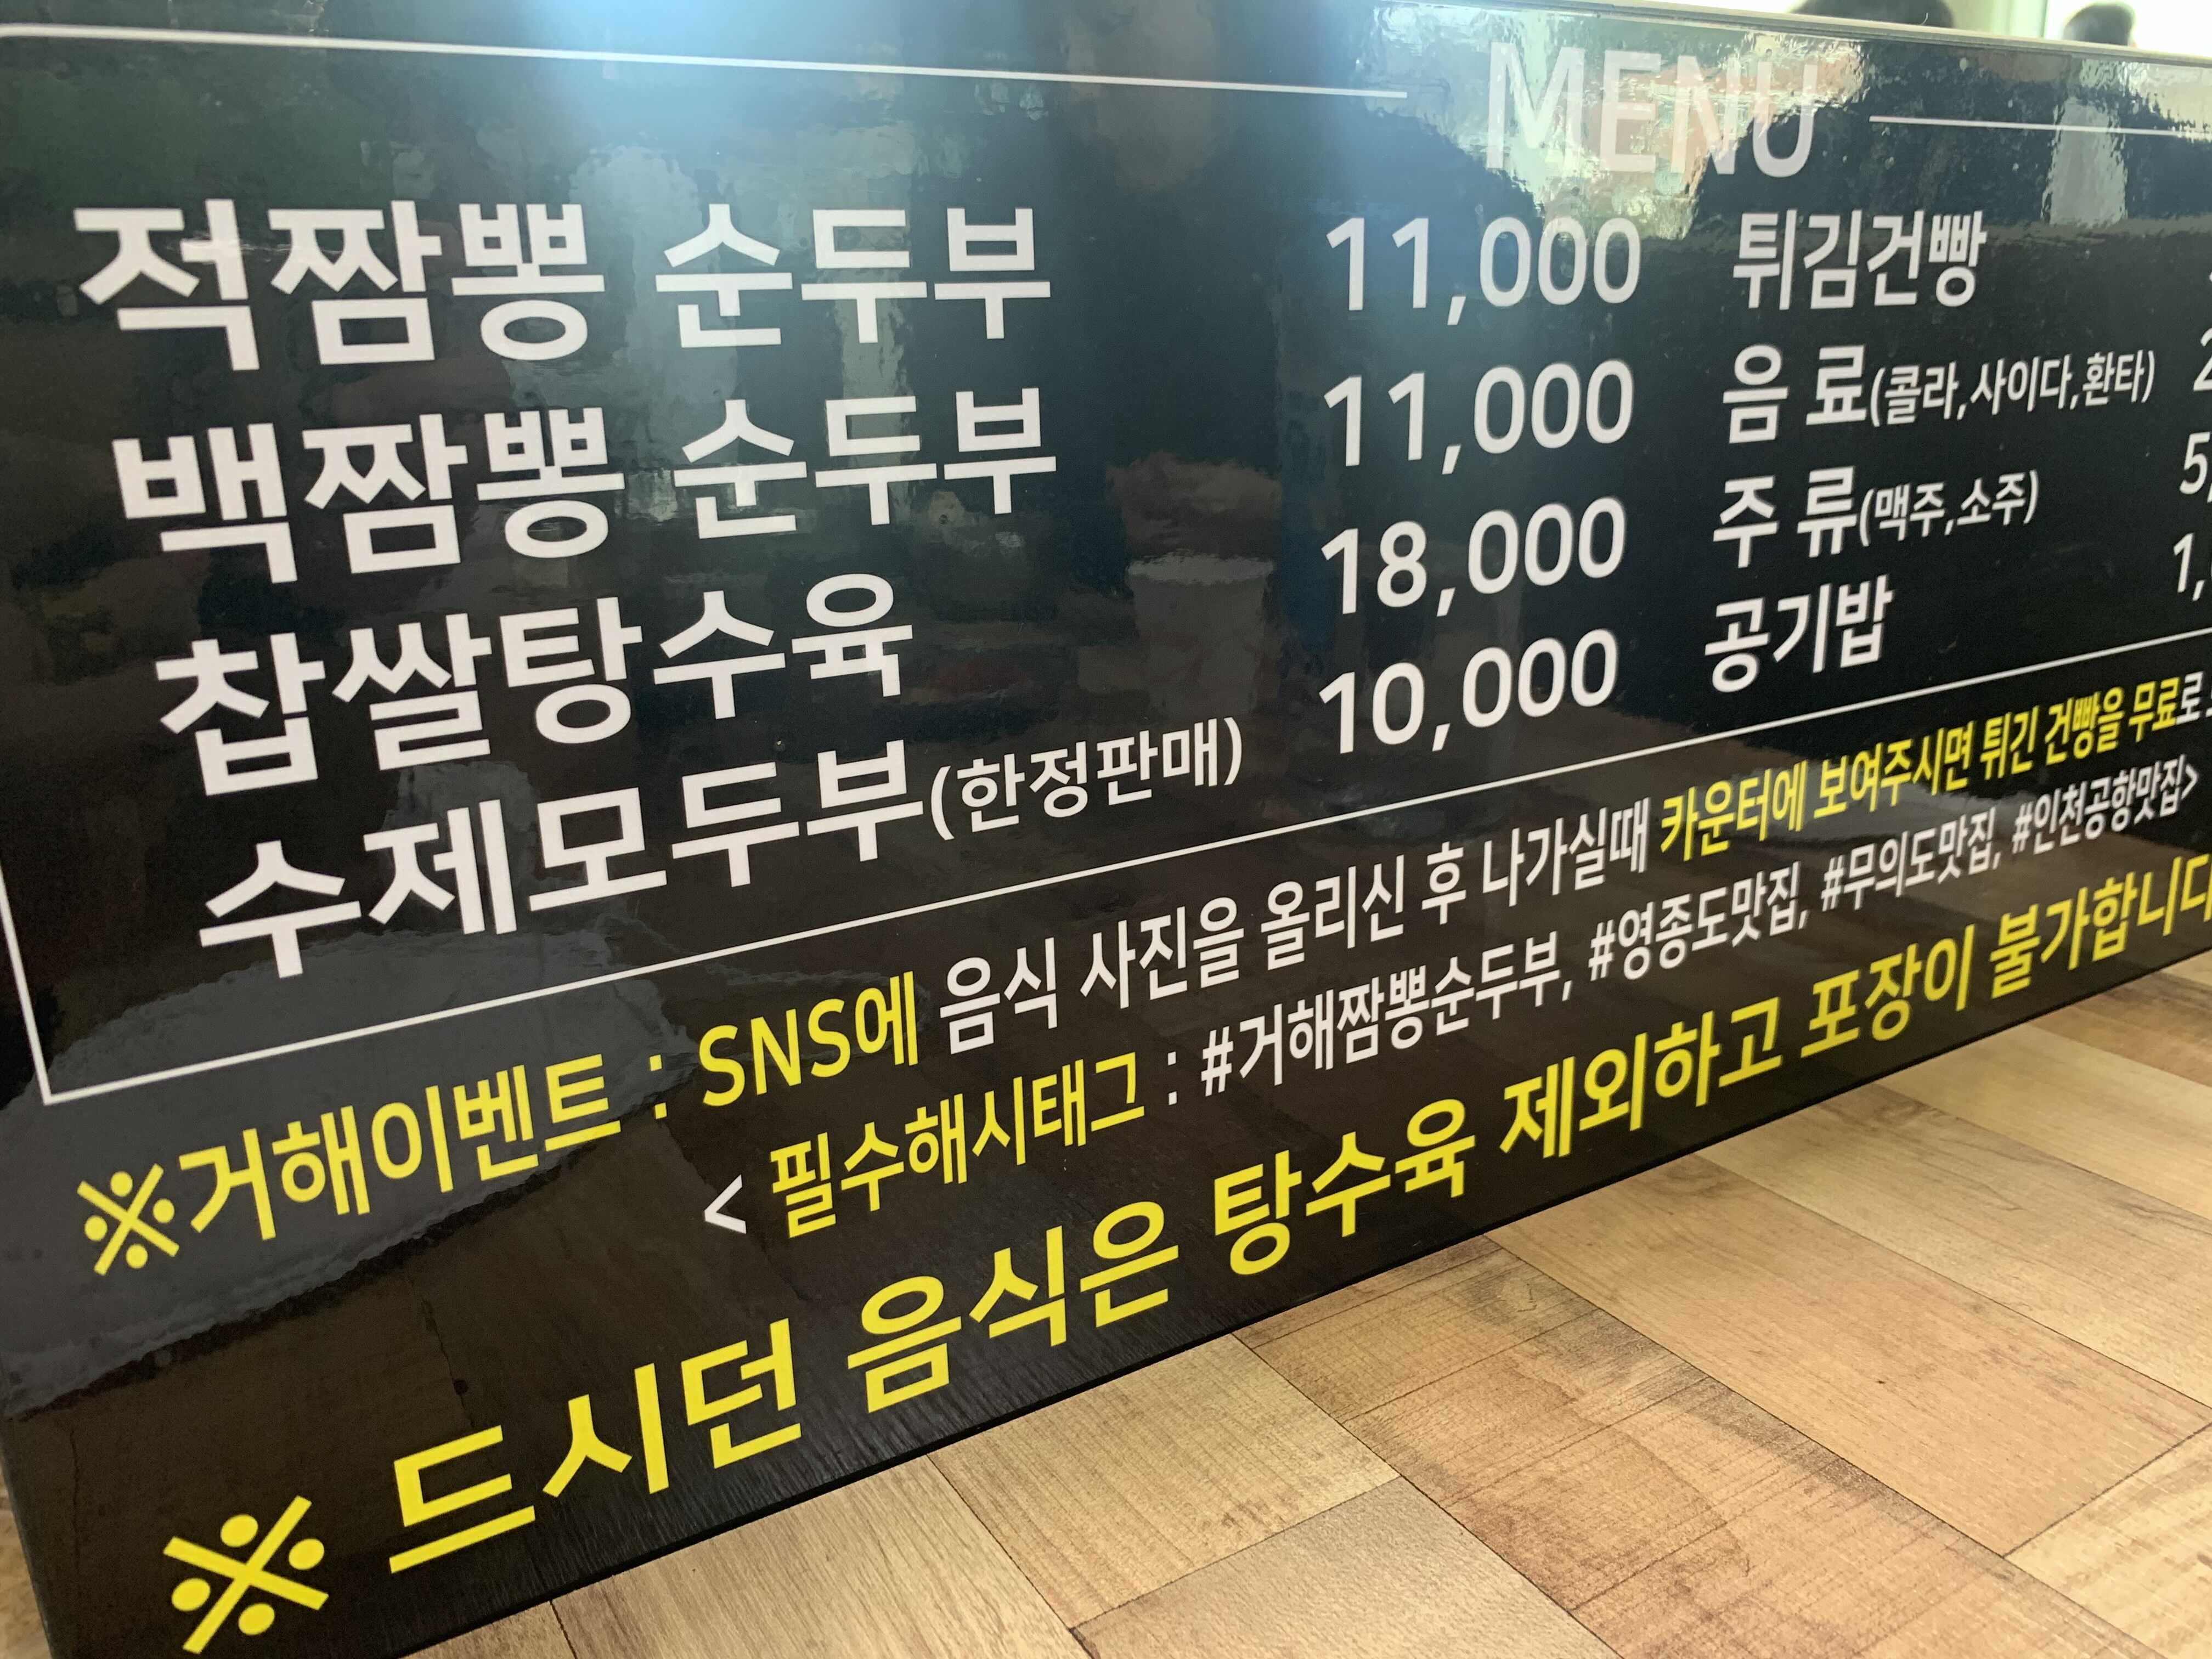 MENU
적짬뽕 순두부 11,000 튀김건빵
백짬뽕 순두부 11,000 음 료(콜라,사이다,환타)
찹쌀탕수육 18,000 주 류(맥주,소주)
수제모두부(한정판매) 10,000 공기밥
※거해이벤트 : SNS에 음식 사진을 올리신 후 나가실때 카운터에 보여주시면 튀긴 건빵을 무료로
< 필수해시태그 : #거해짬뽕순두부, #영종도맛집, #무의도맛집, #인천공항맛집>
※ 드시던 음식은 탕수육 제외하고 포장이 불가합니다